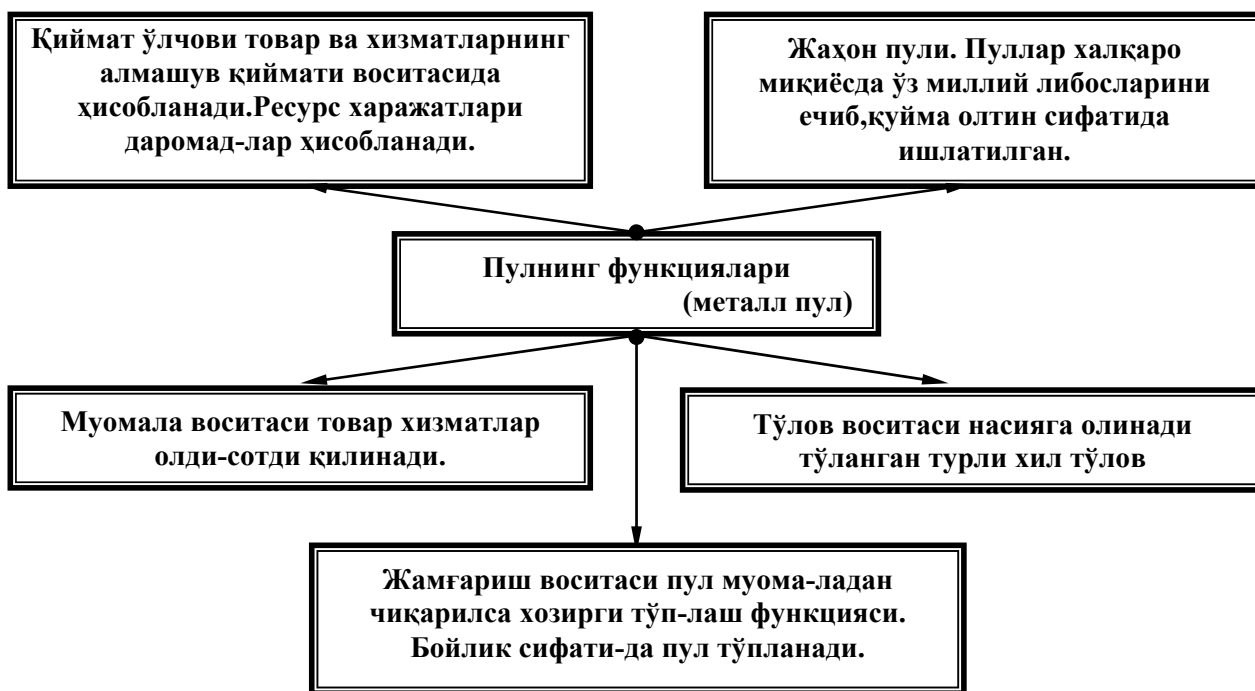 Қиймат ўлчови товар ва хизматларнинг
алмашув қиймати воситасида
ҳисобланади.Ресурс харажатлари
даромад-лар ҳисобланади.
Жаҳон пули. Пуллар халқаро
миқиёсда ўз миллий либосларини
ечиб,қуйма олтин сифатида
ишлатилган.
Пулнинг функциялари
(металл пул)
Муомала воситаси товар хизматлар
олди-сотди қилинади.
Тўлов воситаси насияга олинади
тўланган турли хил тўлов
Жамғариш воситаси пул муома-ладан
чиқарилса хозирги тўп-лаш функцияси.
Бойлик сифати-да пул тўпланади.